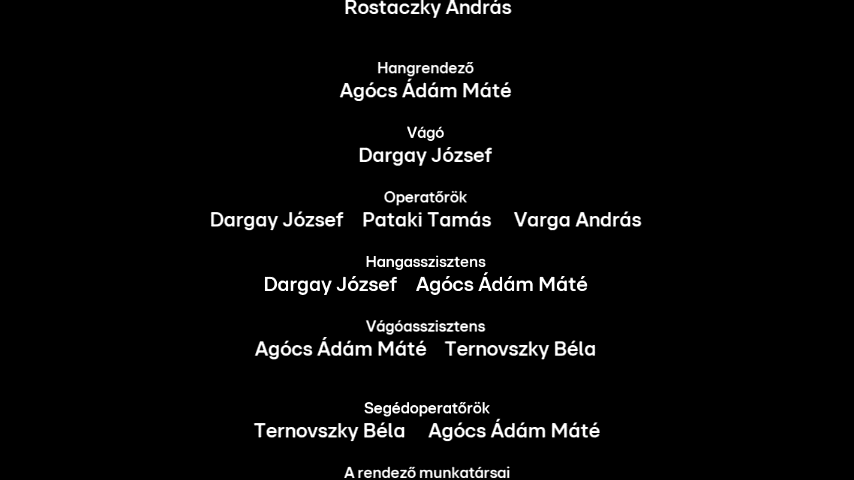 Rostaczky András
Hangrendező
Agócs Ádám Máté
Vágó
Dargay József
Operatőrök
Dargay József Pataki Tamás Varga András
Hangasszisztens
Dargay József Agócs Ádám Máté
Vágóasszisztens
Agócs Ádám Máté Ternovszky Béla
Segédoperatőrök
Ternovszky Béla Agócs Ádám Máté
A rendező munkatársai